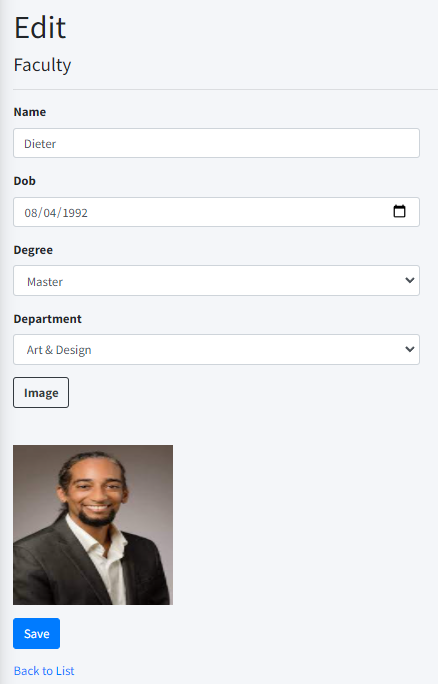 Edit
Faculty
Name
Dieter
Dob
08/04/1992
Degree
Master
Department
Art & Design
Image
Save
Back to List